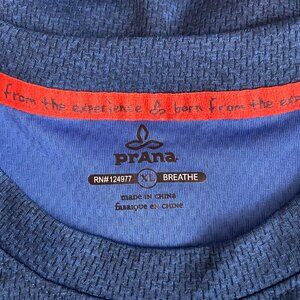 from the experience born from the exp
prAna
RN#124977 XL BREATHE
made in china
fabriqué en chine